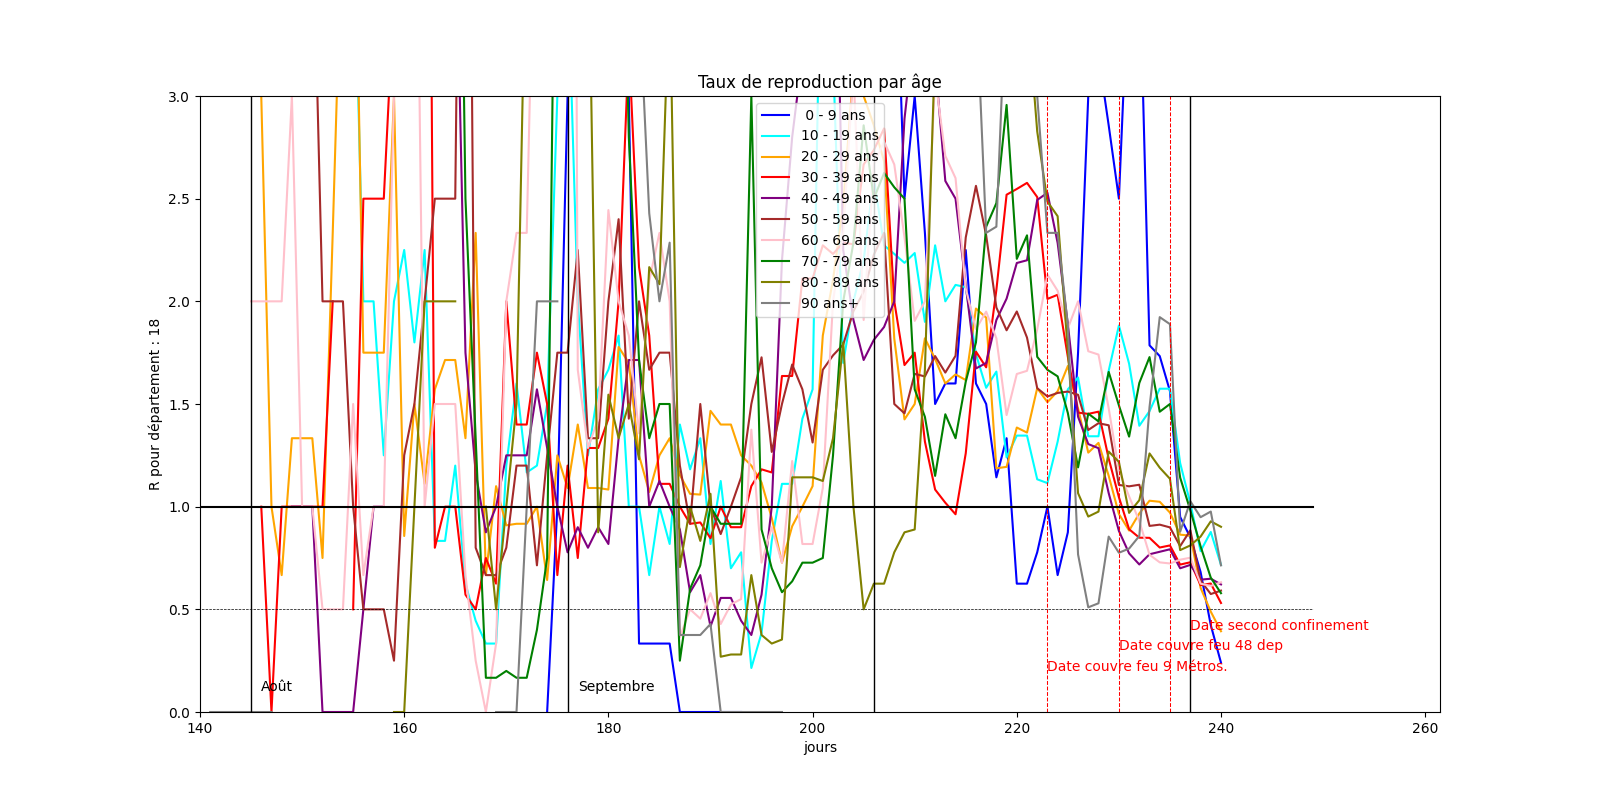 Taux de reproduction par âge
R pour département : 18
3.0
2.5
2.0
1.5
1.0
0.5
0.0
0 - 9 ans
10 - 19 ans
20 - 29 ans
30 - 39 ans
40 - 49 ans
50 - 59 ans
60 - 69 ans
70 - 79 ans
80 - 89 ans
90 ans+
Date second confinement
Date couvre feu 48 dep
Date couvre feu 9 Métros.
Août
Septembre
140 160 180 200 220 240 260
jours